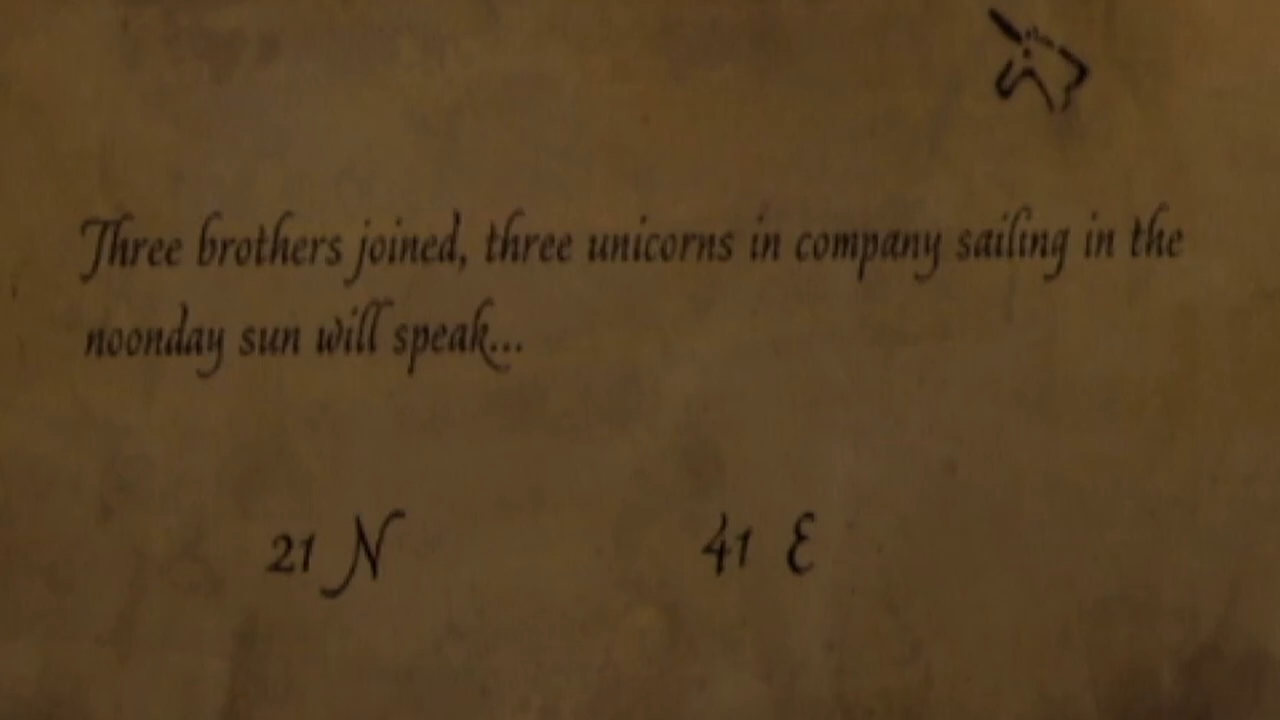 Three brothers joined, three unicorns in company sailing in the
noonday sun will speak...
21 N 41 E